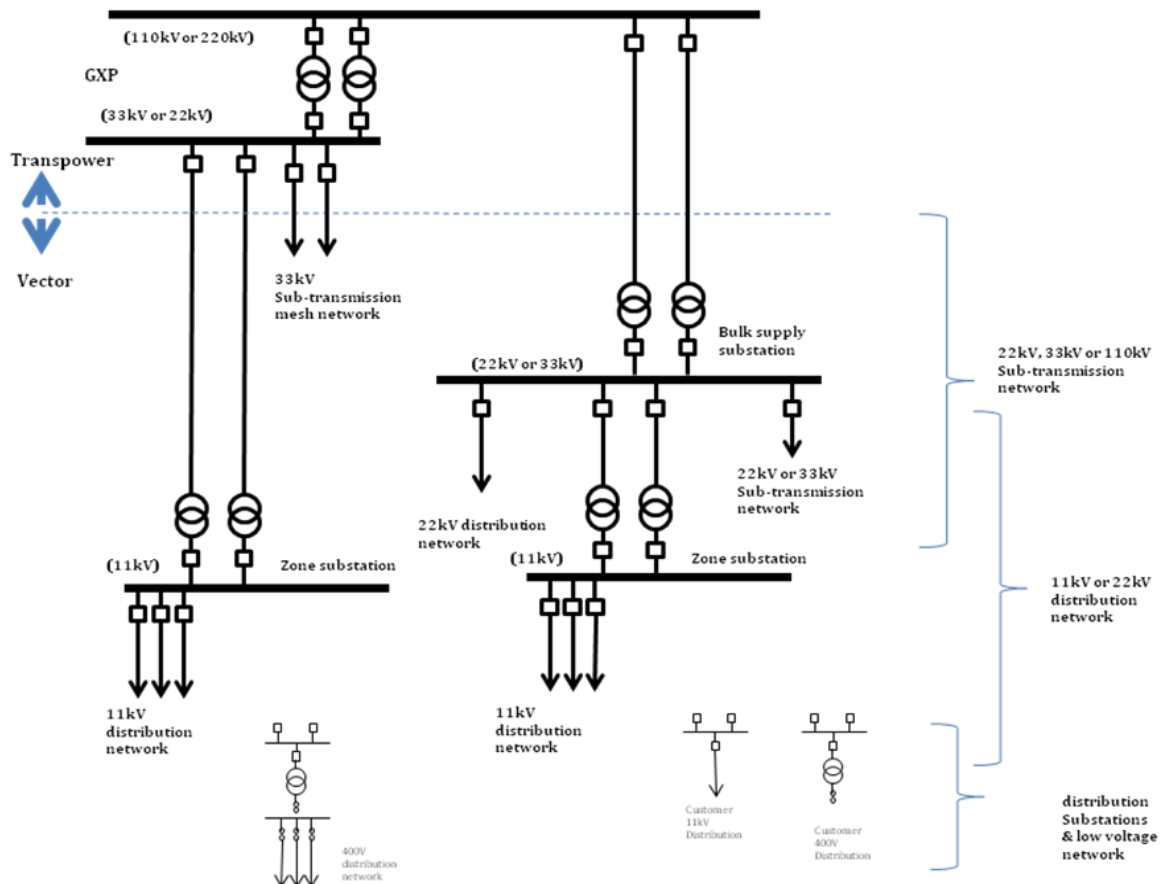 (110kV or 220kV)
GXP
(33kV or 22kV)
Transpower
Vector
33kV
Sub-transmission
mesh network
Bulk supply
substation
(22kV or 33kV)
22kV, 33kV or 110kV
Sub-transmission
network
22kV distribution
network
22kV or 33kV
Sub-transmission
network
(11kV)
Zone substation
(11kV)
Zone substation
11kV or 22kV
distribution
network
11kV
distribution
network
11kV
distribution
network
400V
distribution
network
Customer
11kV
Distribution
Customer
400V
Distribution
distribution
Substations
& low voltage
network